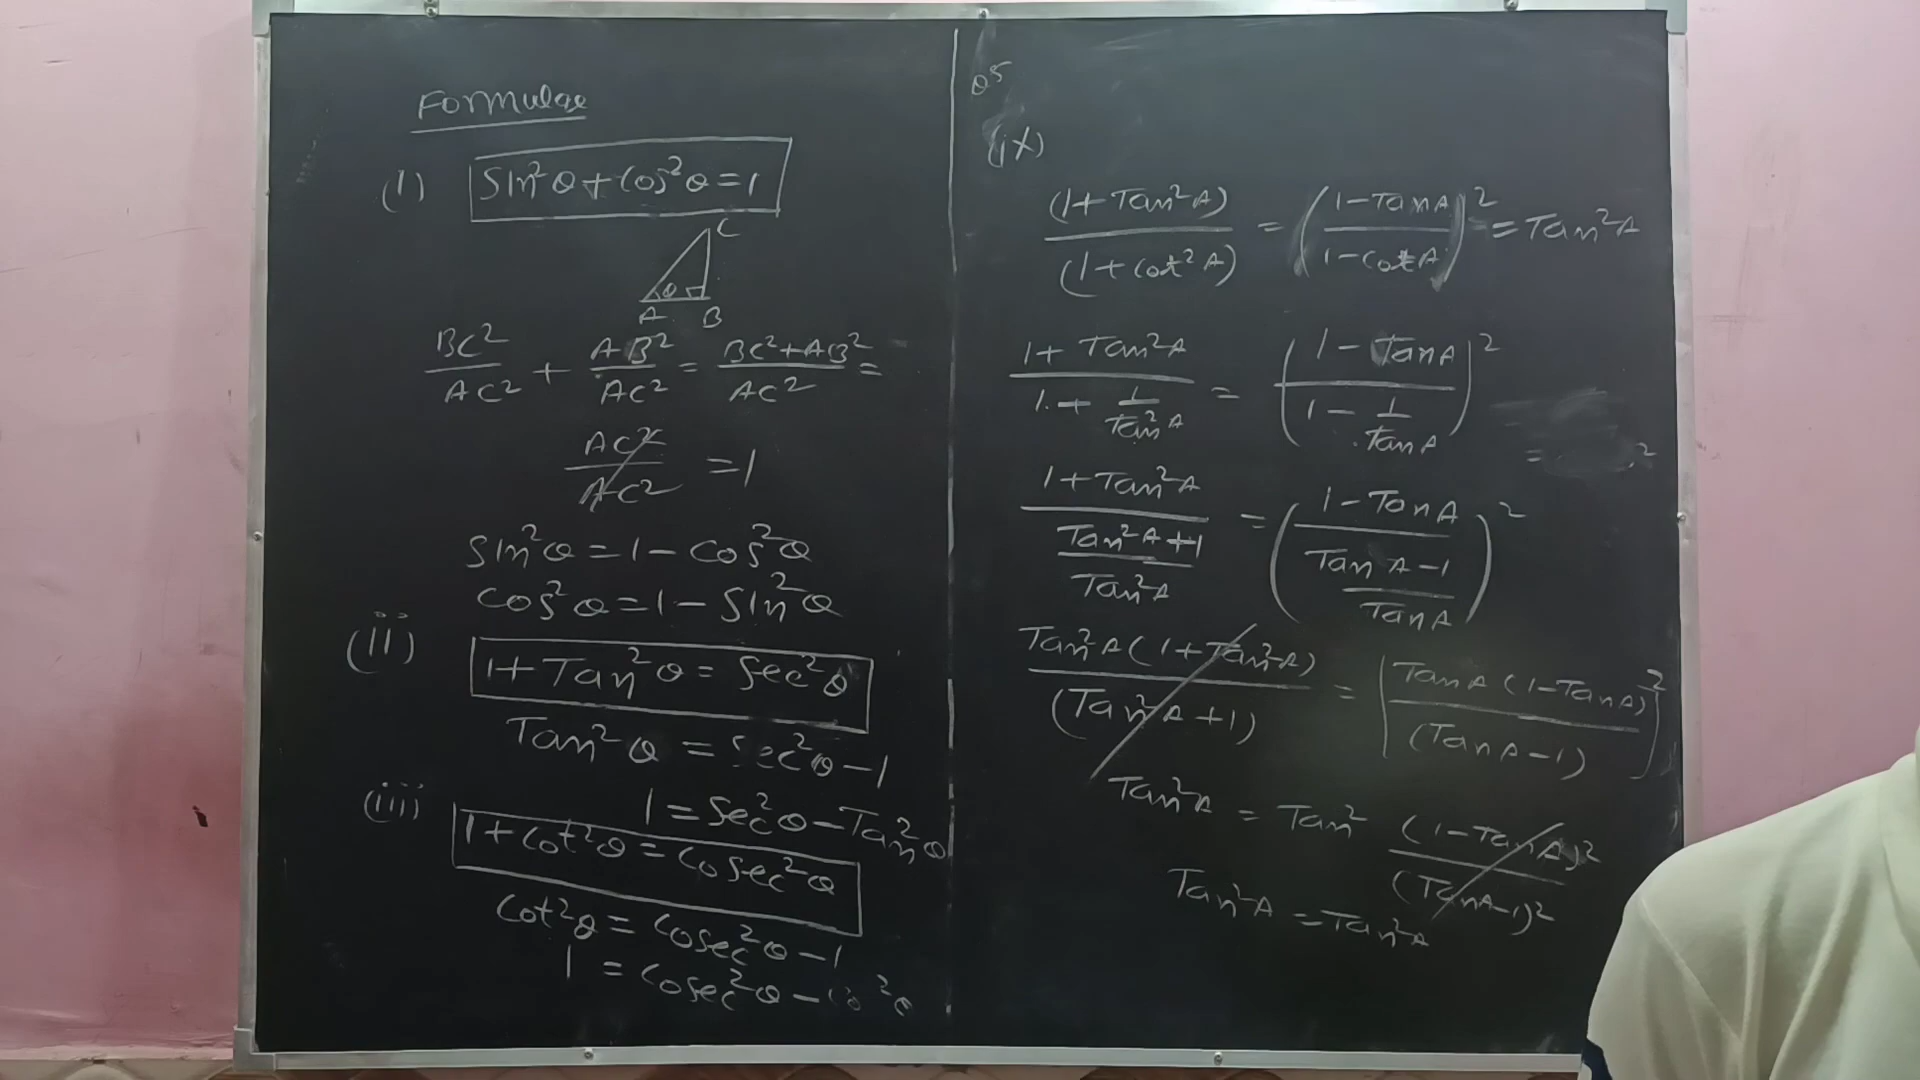 Formulae
(i) Sin²θ+Cos²θ=1
C
θ
A B
BC²/AC² + AB²/AC² = BC²+AB²/AC² =
AC²/AC² =1
Sin²θ=1-Cos²θ
Cos²θ=1-Sin²θ
(ii) 1+Tan²θ=Sec²θ
Tan²θ=Sec²θ-1
1=Sec²θ-Tan²θ
(iii) 1+Cot²θ=Cosec²θ
Cot²θ=Cosec²θ-1
1=Cosec²θ-
Q5
(ix)
(1+Tan²A)/(1+Cot²A) = ((1-TanA)/(1-CotA))² = Tan²A
(1+Tan²A)/(1+1/Tan²A) = ((1-TanA)/(1-1/TanA))²
= ²
(1+Tan²A)/((Tan²A+1)/Tan²A) = ((1-TanA)/((TanA-1)/TanA))²
Tan²A(1+Tan²A)/(Tan²A+1) = [TanA(1-TanA)/(TanA-1)]²
Tan²A = Tan² (1-TanA)²/(TanA-1)²
Tan²A = Tan²A